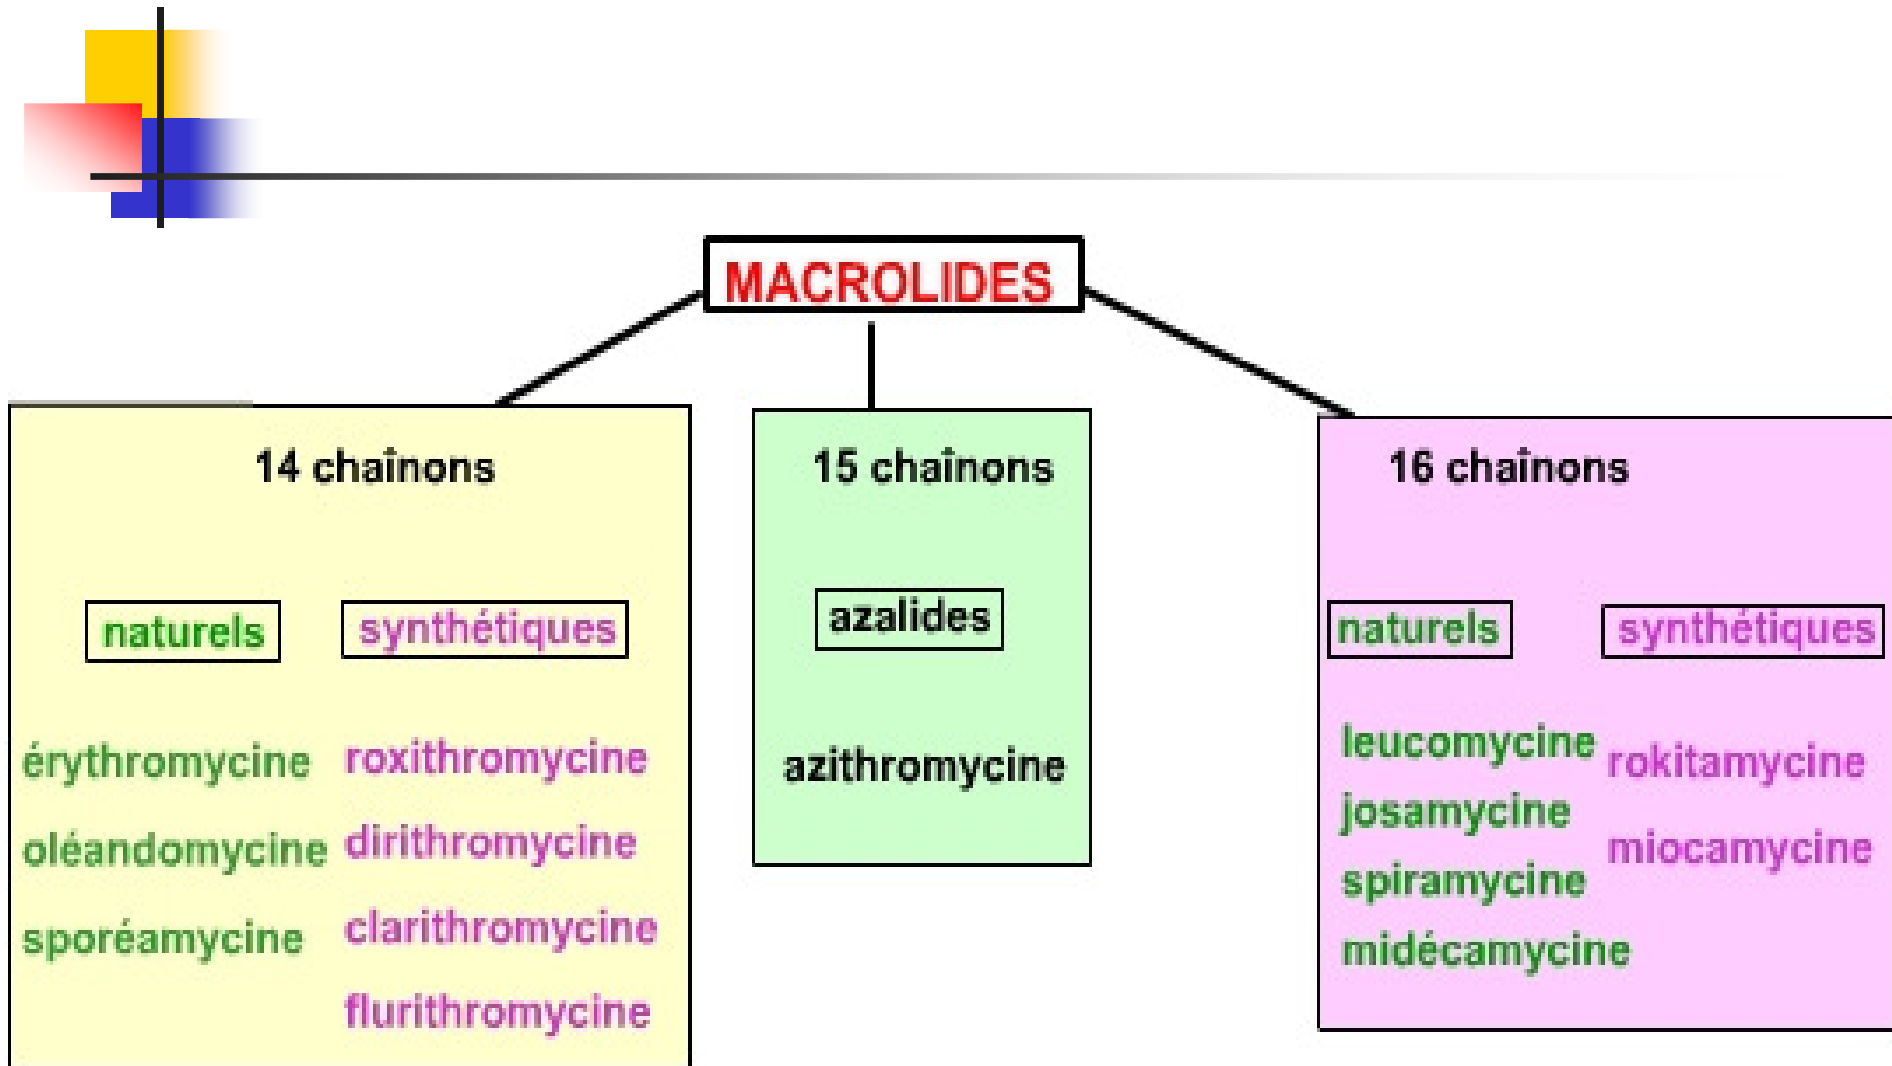 MACROLIDES
14 chaînons
naturels
synthétiques
érythromycine
oléandomycine
sporéamycine
roxithromycine
dirithromycine
clarithromycine
flurithromycine
15 chaînons
azalides
azithromycine
16 chaînons
naturels
synthétiques
leucomycine
josamycine
spiramycine
midécamycine
rokitamycine
miocamycine